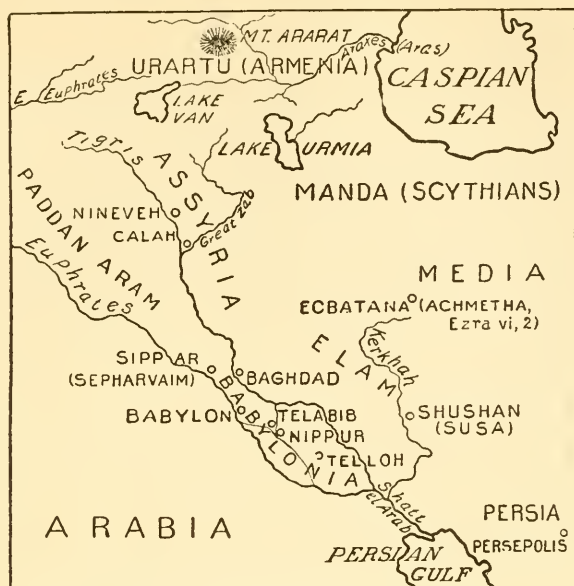 MT. ARARAT
Araxes (Aras)
URARTU (ARMENIA)
E. Euphrates
CASPIAN
SEA
LAKE
VAN
LAKE URMIA
Tigris
ASSYRIA
MANDA (SCYTHIANS)
PADDAN ARAM
NINEVEH
CALAH
Great Zab
Euphrates
MEDIA
ECBATANA (ACHMETHA,
Ezra vi, 2)
Kerkhah
ELAM
SIPPAR
(SEPHARVAIM)
BAGHDAD
BABYLONIA
BABYLON
TELABIB
NIPPUR
SHUSHAN
(SUSA)
TELLOH
Shatt
el Arab
ARABIA
PERSIA
PERSEPOLIS
PERSIAN
GULF